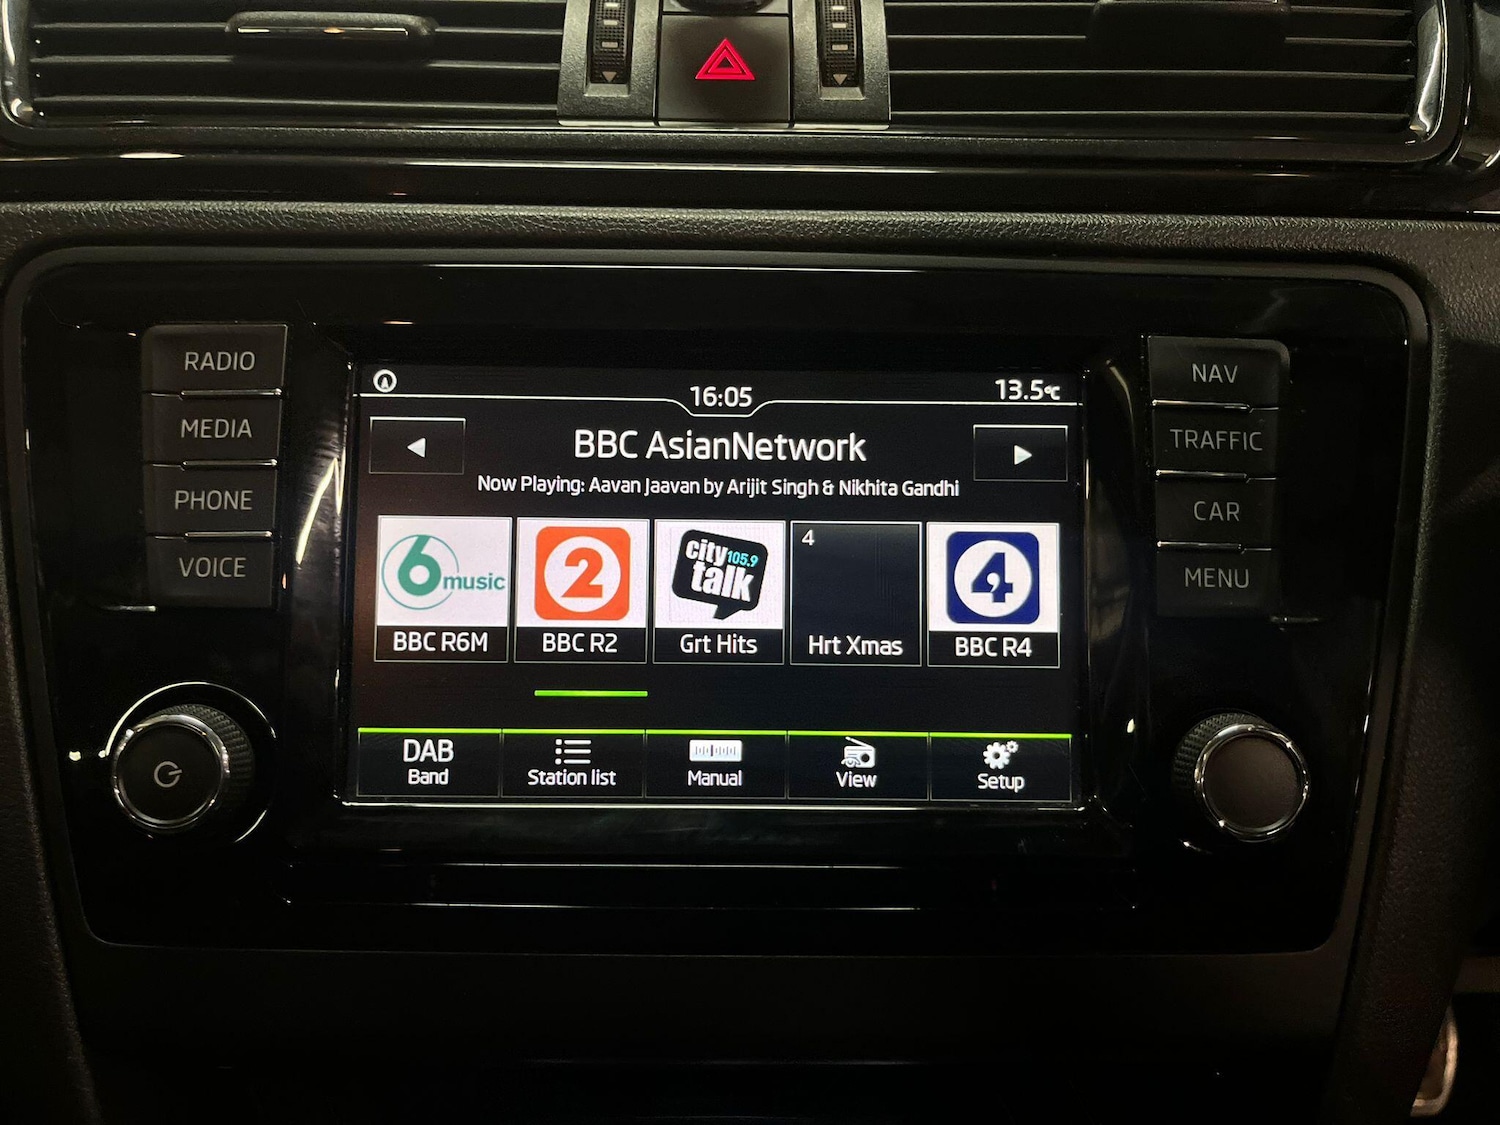 RADIO
MEDIA
PHONE
VOICE
16:05
13.5°C
BBC AsianNetwork
Now Playing: Aavan Jaavan by Arijit Singh & Nikhita Gandhi
6 music
2
city 105.9
talk
4
4
BBC R6M
BBC R2
Grt Hits
Hrt Xmas
BBC R4
DAB
Band
Station list
Manual
View
Setup
NAV
TRAFFIC
CAR
MENU